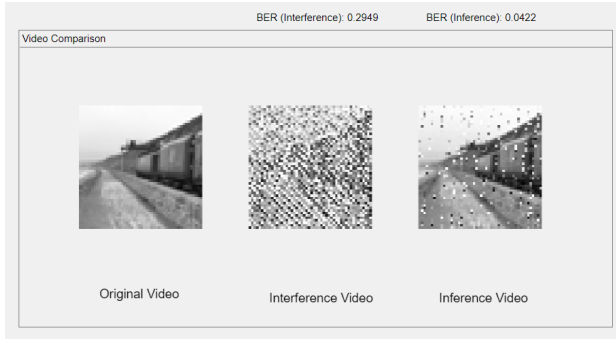 BER (Interference): 0.2949 BER (Inference): 0.0422
Video Comparison
Original Video
Interference Video
Inference Video